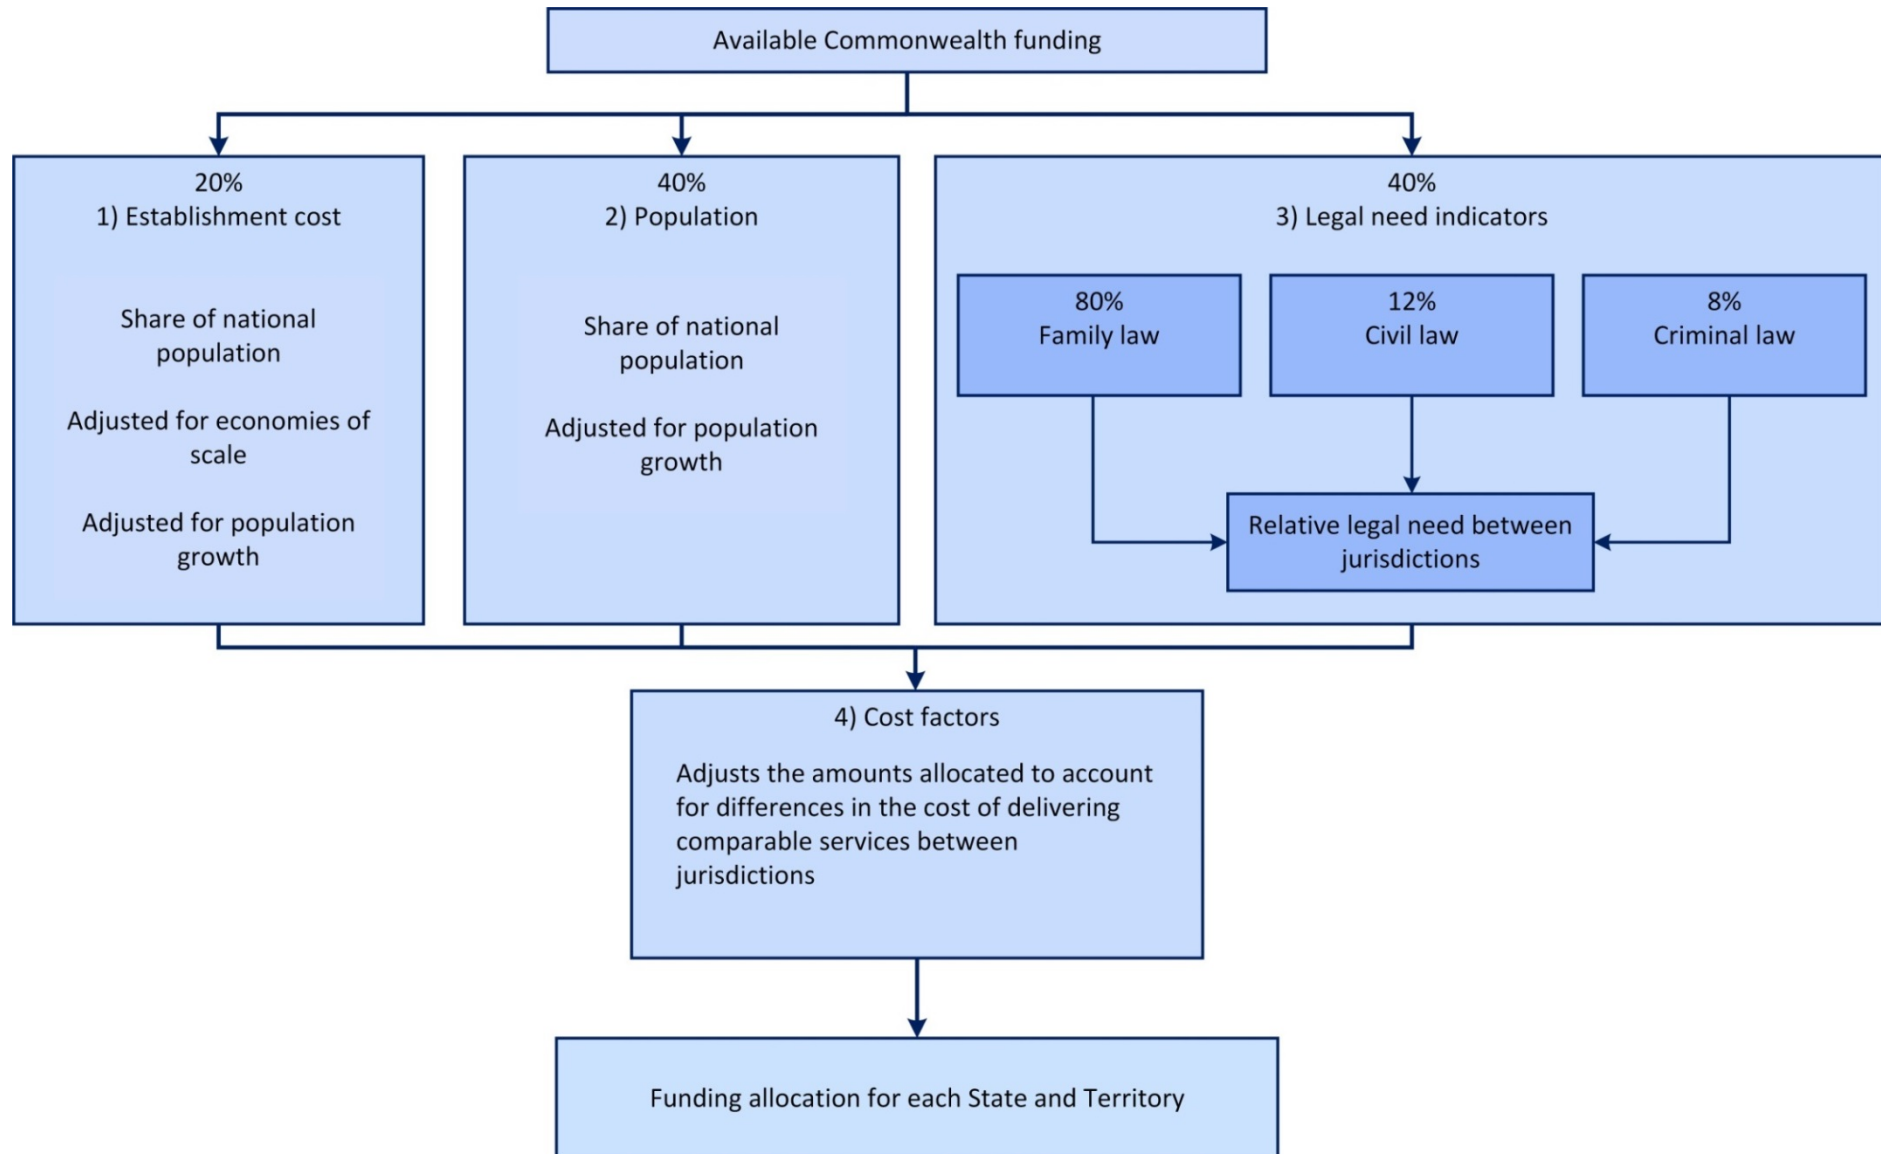 Available Commonwealth funding
20%
1) Establishment cost
Share of national
population
Adjusted for economies of
scale
Adjusted for population
growth
40%
2) Population
Share of national
population
Adjusted for population
growth
40%
3) Legal need indicators
80%
Family law
12%
Civil law
8%
Criminal law
Relative legal need between
jurisdictions
4) Cost factors
Adjusts the amounts allocated to account
for differences in the cost of delivering
comparable services between
jurisdictions
Funding allocation for each State and Territory